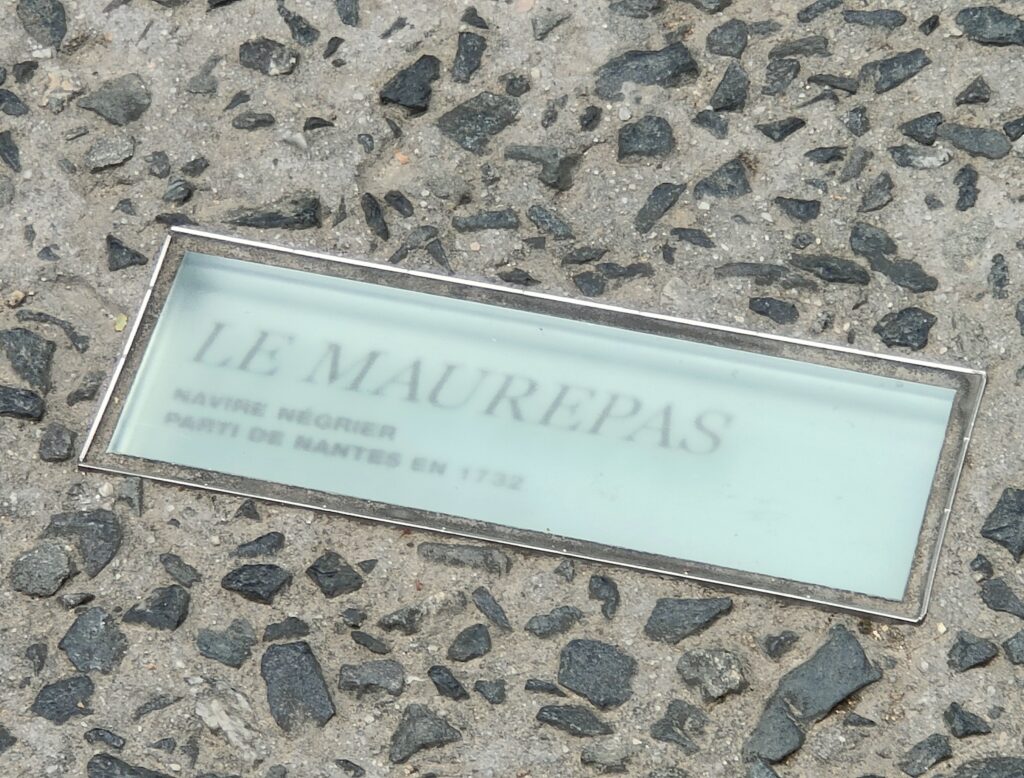 LE MAUREPAS
NAVIRE NÉGRIER
PARTI DE NANTES EN 1732